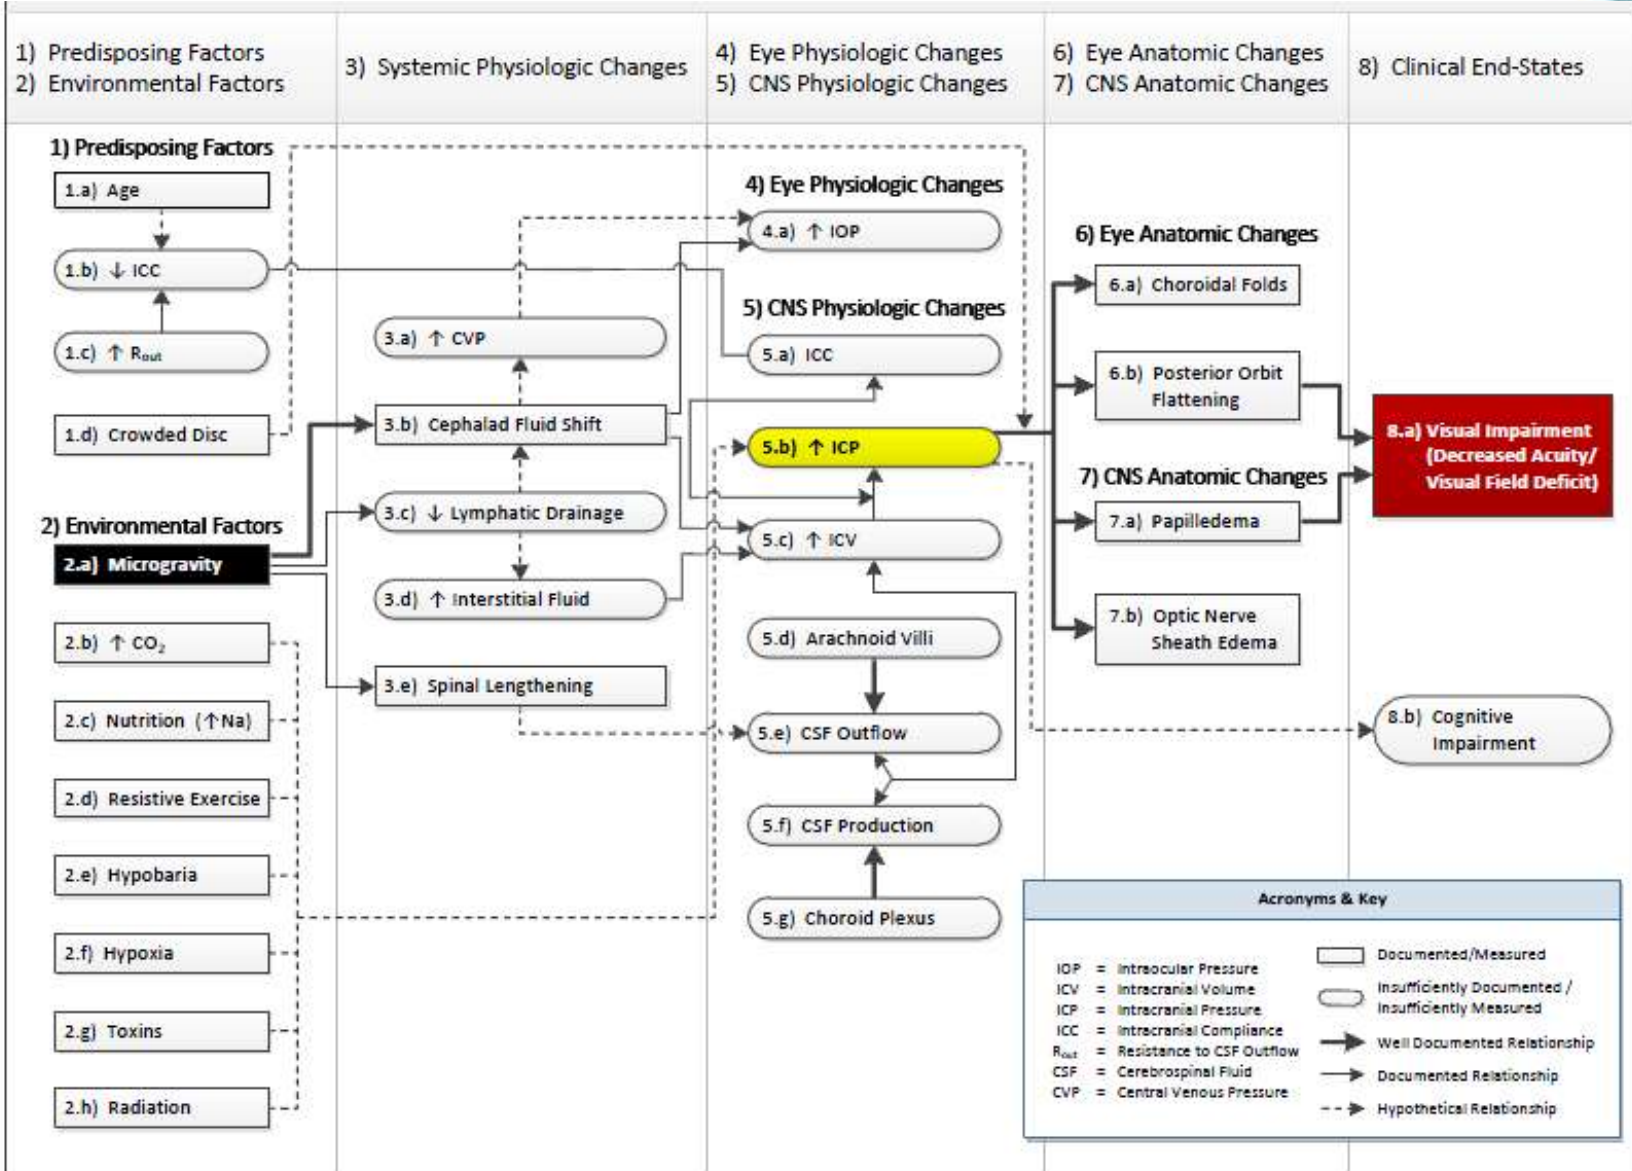 1) Predisposing Factors
2) Environmental Factors
3) Systemic Physiologic Changes
4) Eye Physiologic Changes
5) CNS Physiologic Changes
6) Eye Anatomic Changes
7) CNS Anatomic Changes
8) Clinical End-States
1) Predisposing Factors
1.a) Age
1.b) ↓ ICC
1.c) ↑ Rout
1.d) Crowded Disc
2) Environmental Factors
2.a) Microgravity
2.b) ↑ CO₂
2.c) Nutrition (↑Na)
2.d) Resistive Exercise
2.e) Hypobaria
2.f) Hypoxia
2.g) Toxins
2.h) Radiation
3.a) ↑ CVP
3.b) Cephalad Fluid Shift
3.c) ↓ Lymphatic Drainage
3.d) ↑ Interstitial Fluid
3.e) Spinal Lengthening
4) Eye Physiologic Changes
4.a) ↑ IOP
5) CNS Physiologic Changes
5.a) ICC
5.b) ↑ ICP
5.c) ↑ ICV
5.d) Arachnoid Villi
5.e) CSF Outflow
5.f) CSF Production
5.g) Choroid Plexus
6) Eye Anatomic Changes
6.a) Choroidal Folds
6.b) Posterior Orbit
Flattening
7) CNS Anatomic Changes
7.a) Papilledema
7.b) Optic Nerve
Sheath Edema
8.a) Visual Impairment
(Decreased Acuity/
Visual Field Deficit)
8.b) Cognitive
Impairment
Acronyms & Key
IOP = Intraocular Pressure
ICV = Intracranial Volume
ICP = Intracranial Pressure
ICC = Intracranial Compliance
Rout = Resistance to CSF Outflow
CSF = Cerebrospinal Fluid
CVP = Central Venous Pressure
Documented/Measured
Insufficiently Documented /
Insufficiently Measured
Well Documented Relationship
Documented Relationship
Hypothetical Relationship